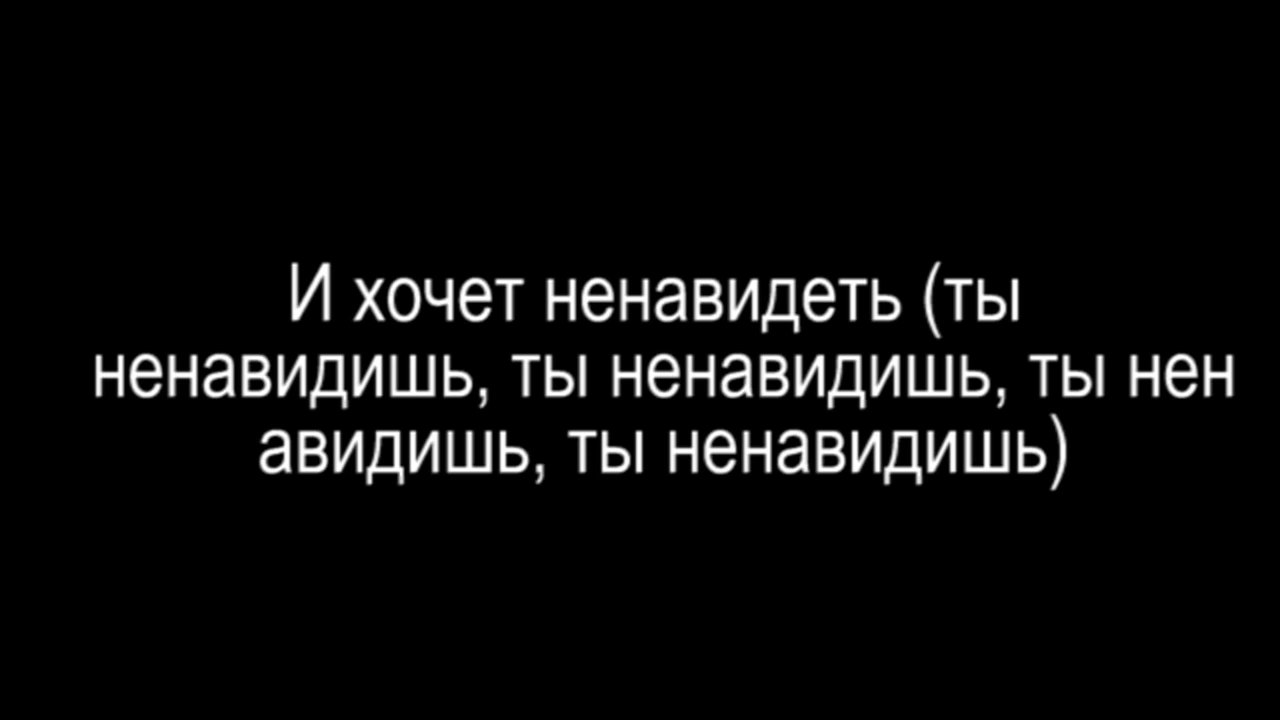 И хочет ненавидеть (ты
ненавидишь, ты ненавидишь, ты нен
авидишь, ты ненавидишь)